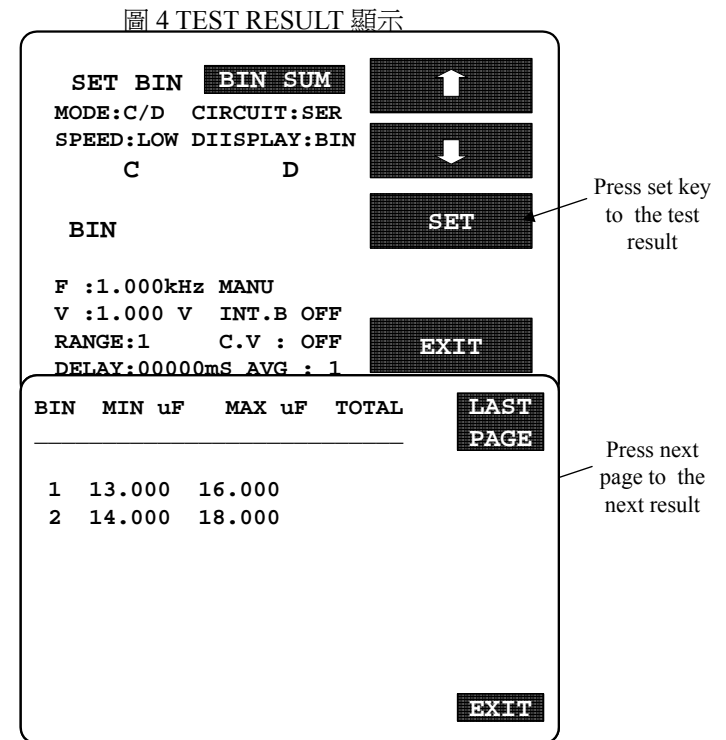 圖 4 TEST RESULT 顯示
SET BIN BIN SUM
MODE:C/D CIRCUIT:SER
SPEED:LOW DIISPLAY:BIN
C D
BIN
F :1.000kHz MANU
V :1.000 V INT.B OFF
RANGE:1 C.V : OFF
DELAY:00000mS AVG : 1
SET
EXIT
Press set key
to the test
result
BIN MIN uF MAX uF TOTAL
1 13.000 16.000
2 14.000 18.000
LAST
PAGE
EXIT
Press next
page to the
next result